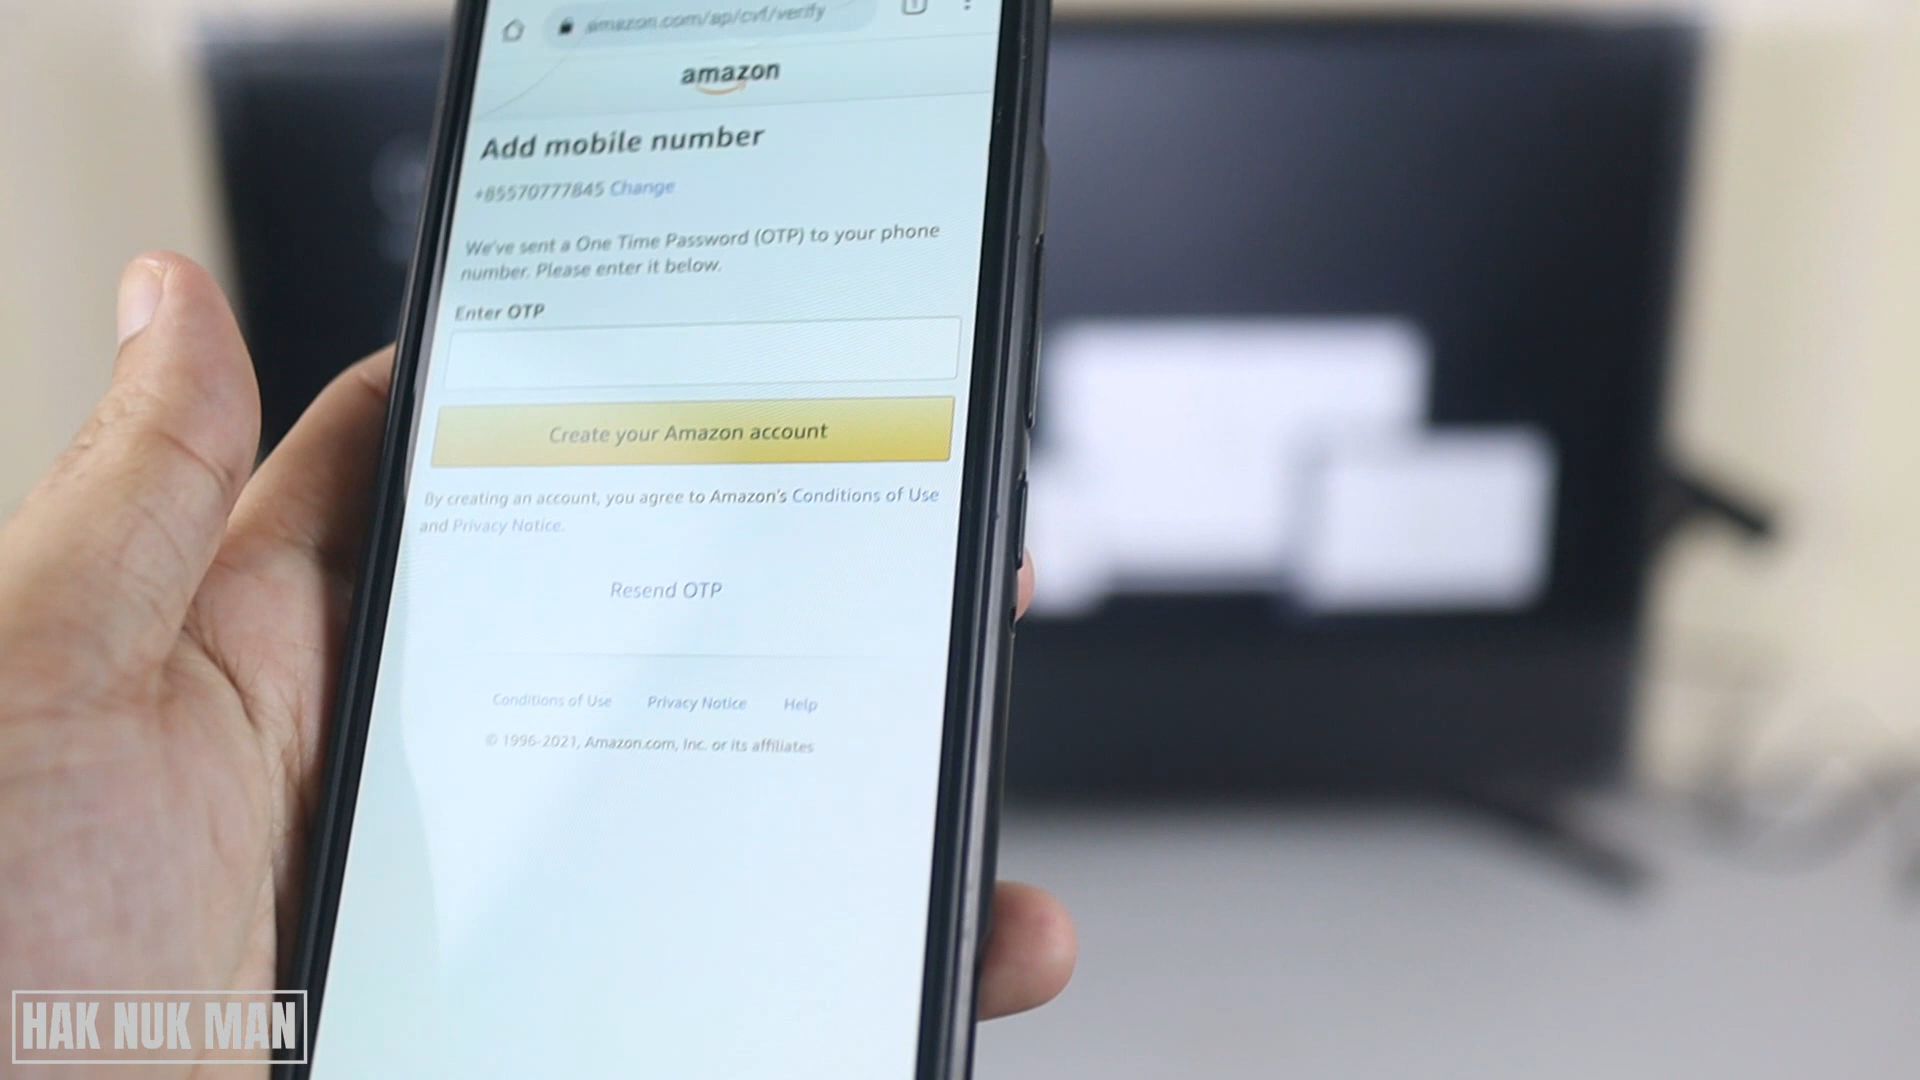 amazon.com/ap/cvf/verify
1
amazon
Add mobile number
+85570777845 Change
We've sent a One Time Password (OTP) to your phone
number. Please enter it below.
Enter OTP
Create your Amazon account
By creating an account, you agree to Amazon's Conditions of Use
and Privacy Notice.
Resend OTP
Conditions of Use Privacy Notice Help
© 1996-2021, Amazon.com, Inc. or its affiliates
HAK NUK MAN